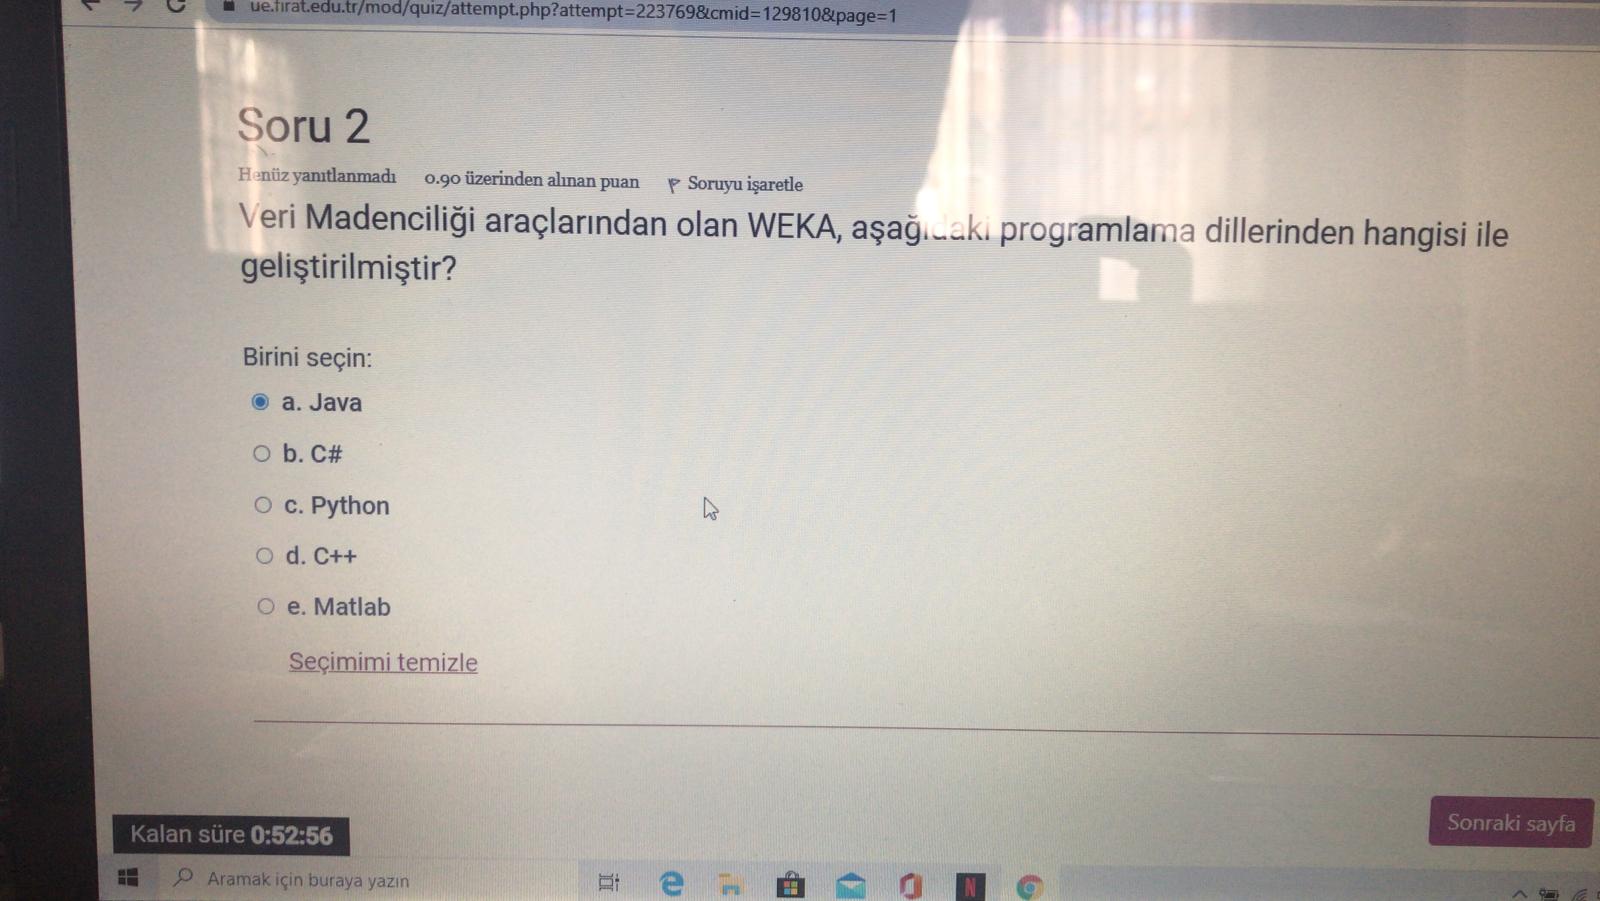 ue.firat.edu.tr/mod/quiz/attempt.php?attempt=223769&cmid=129810&page=1
Soru 2
Henüz yanıtlanmadı 0.90 üzerinden alınan puan Soruyu işaretle
Veri Madenciliği araçlarından olan WEKA, aşağıdaki programlama dillerinden hangisi ile
geliştirilmiştir?
Birini seçin:
a. Java
b. C#
c. Python
d. C++
e. Matlab
Seçimimi temizle
Sonraki sayfa
Kalan süre 0:52:56
Aramak için buraya yazın